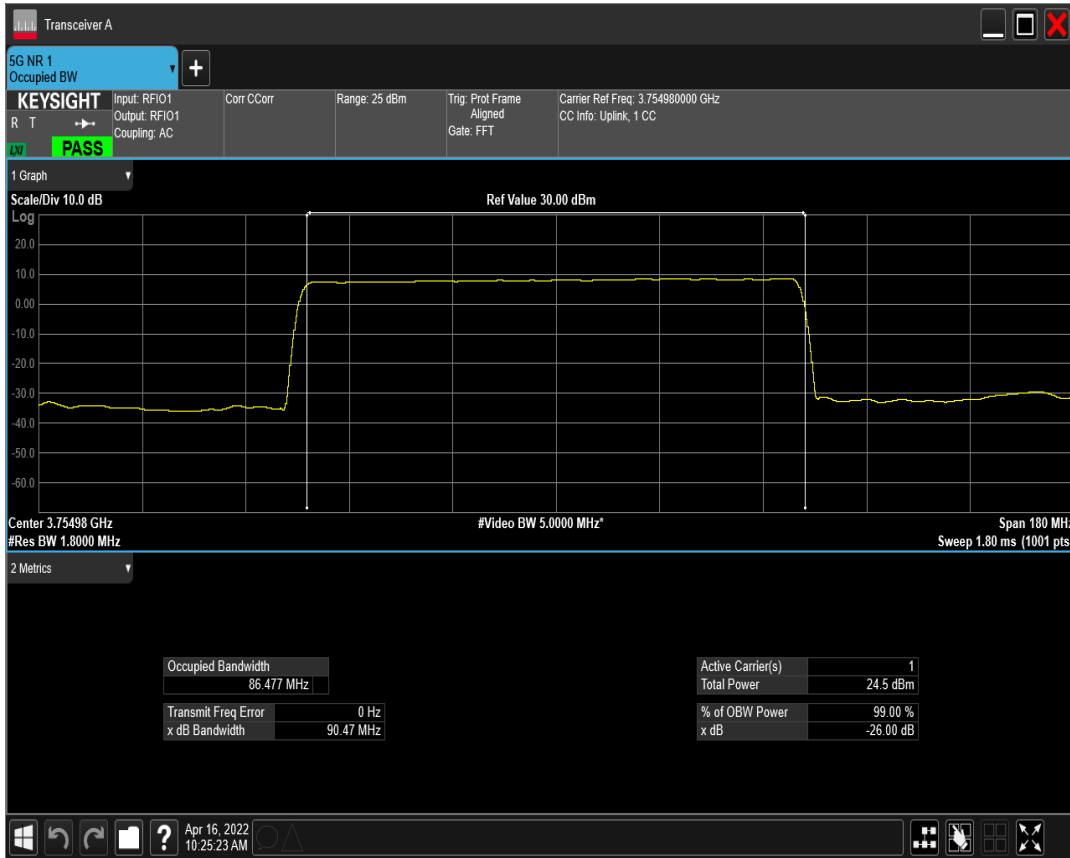 Transceiver A
5G NR 1
Occupied BW
KEYSIGHT
R T
LXI
PASS
Input: RFIO1
Output: RFIO1
Coupling: AC
Corr CCorr
Range: 25 dBm
Trig: Prot Frame
Aligned
Gate: FFT
Carrier Ref Freq: 3.754980000 GHz
CC Info: Uplink, 1 CC
1 Graph
Scale/Div 10.0 dB
Ref Value 30.00 dBm
Log
20.0
10.0
0.00
-10.0
-20.0
-30.0
-40.0
-50.0
-60.0
Center 3.75498 GHz
#Video BW 5.0000 MHz*
Span 180 MHz
#Res BW 1.8000 MHz
Sweep 1.80 ms (1001 pts
2 Metrics
Occupied Bandwidth
86.477 MHz
Transmit Freq Error 0 Hz
x dB Bandwidth 90.47 MHz
Active Carrier(s) 1
Total Power 24.5 dBm
% of OBW Power 99.00 %
x dB -26.00 dB
?
Apr 16, 2022
10:25:23 AM